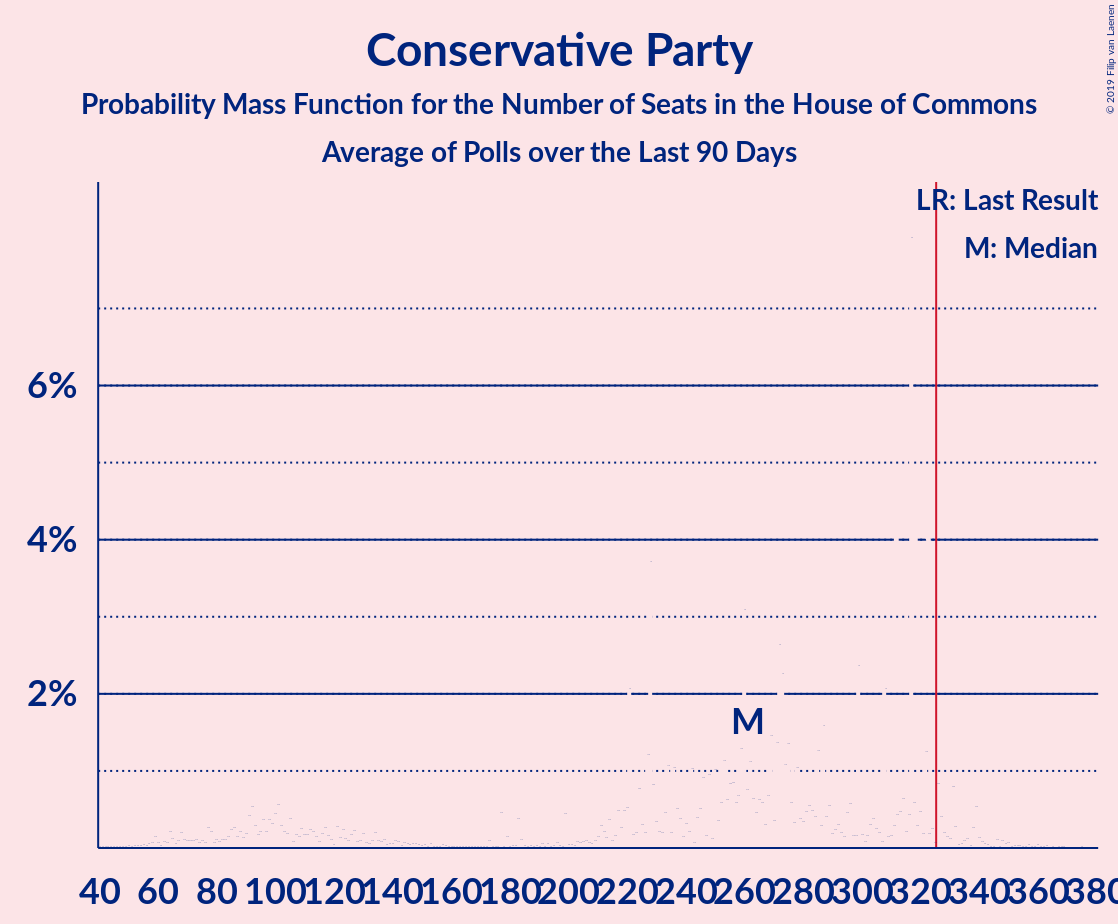 Conservative Party
Probability Mass Function for the Number of Seats in the House of Commons
Average of Polls over the Last 90 Days
© 2019 Filip van Laenen
LR: Last Result
M: Median
6%
4%
2%
M
40 60 80 100 120 140 160 180 200 220 240 260 280 300 320 340 360 380